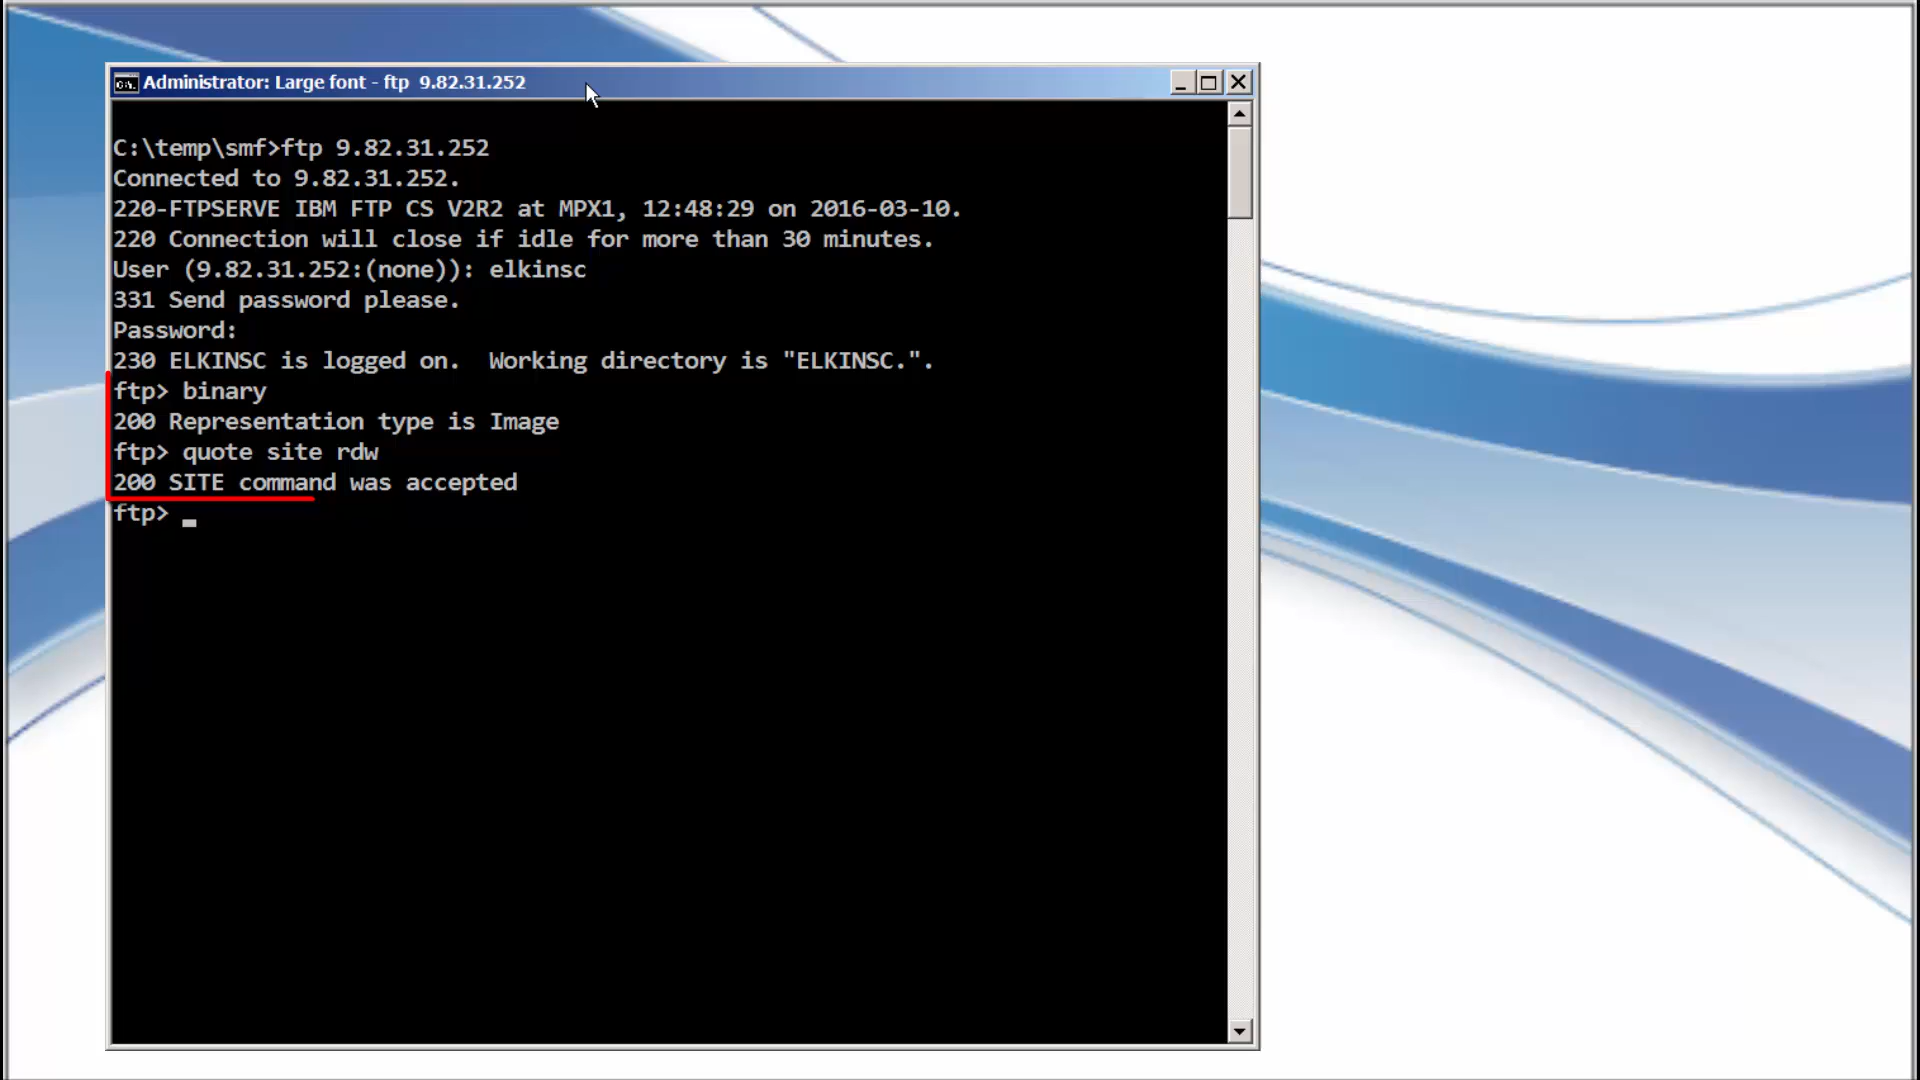 Administrator: Large font - ftp 9.82.31.252
C:\temp\smf>ftp 9.82.31.252
Connected to 9.82.31.252.
220-FTPSERVE IBM FTP CS V2R2 at MPX1, 12:48:29 on 2016-03-10.
220 Connection will close if idle for more than 30 minutes.
User (9.82.31.252:(none)): elkinsc
331 Send password please.
Password:
230 ELKINSC is logged on.  Working directory is "ELKINSC.".
ftp> binary
200 Representation type is Image
ftp> quote site rdw
200 SITE command was accepted
ftp> _